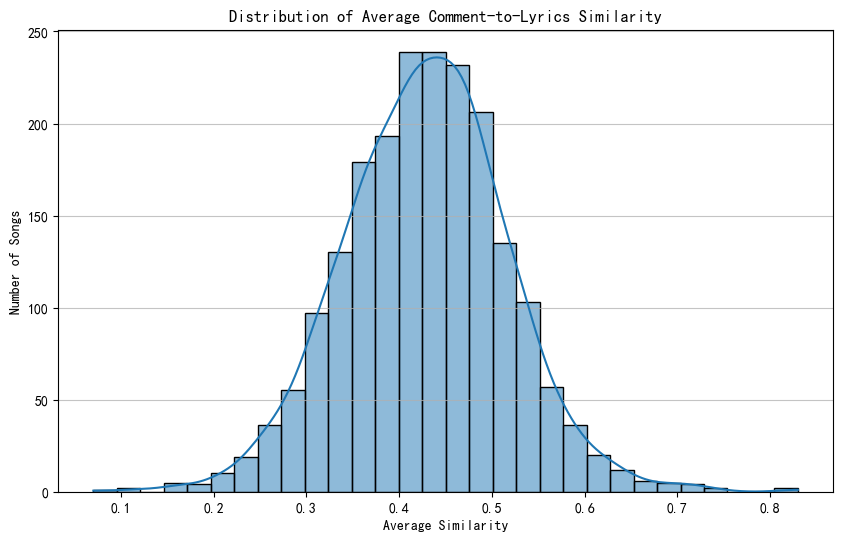 Distribution of Average Comment-to-Lyrics Similarity
250
200
150
100
50
0
Number of Songs
0.1 0.2 0.3 0.4 0.5 0.6 0.7 0.8
Average Similarity